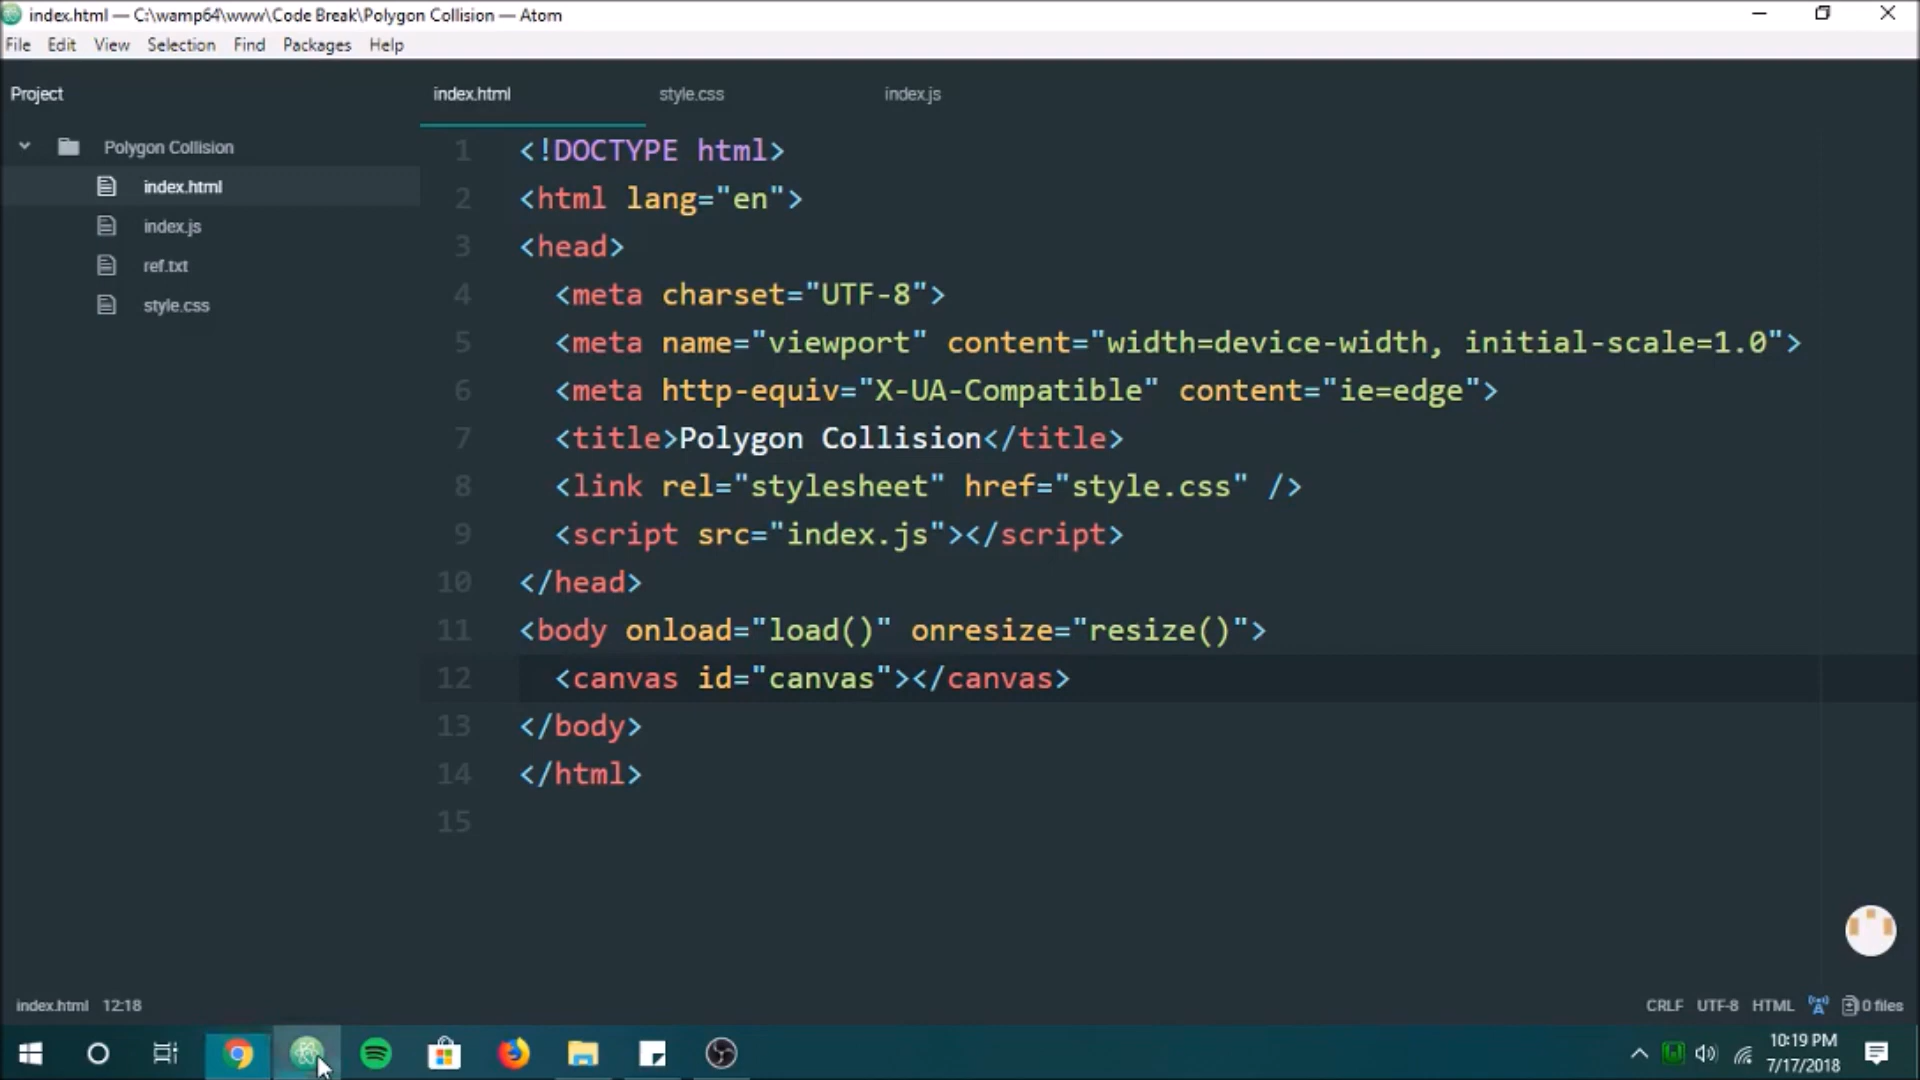 index.html — C:\wamp64\www\Code Break\Polygon Collision — Atom
File Edit View Selection Find Packages Help
Project
index.html style.css index.js
Polygon Collision
index.html
index.js
ref.txt
style.css
1 <!DOCTYPE html>
2 <html lang="en">
3 <head>
4 <meta charset="UTF-8">
5 <meta name="viewport" content="width=device-width, initial-scale=1.0">
6 <meta http-equiv="X-UA-Compatible" content="ie=edge">
7 <title>Polygon Collision</title>
8 <link rel="stylesheet" href="style.css" />
9 <script src="index.js"></script>
10 </head>
11 <body onload="load()" onresize="resize()">
12 <canvas id="canvas"></canvas>
13 </body>
14 </html>
15
index.html 12:18
CRLF UTF-8 HTML 0 files
10:19 PM
7/17/2018